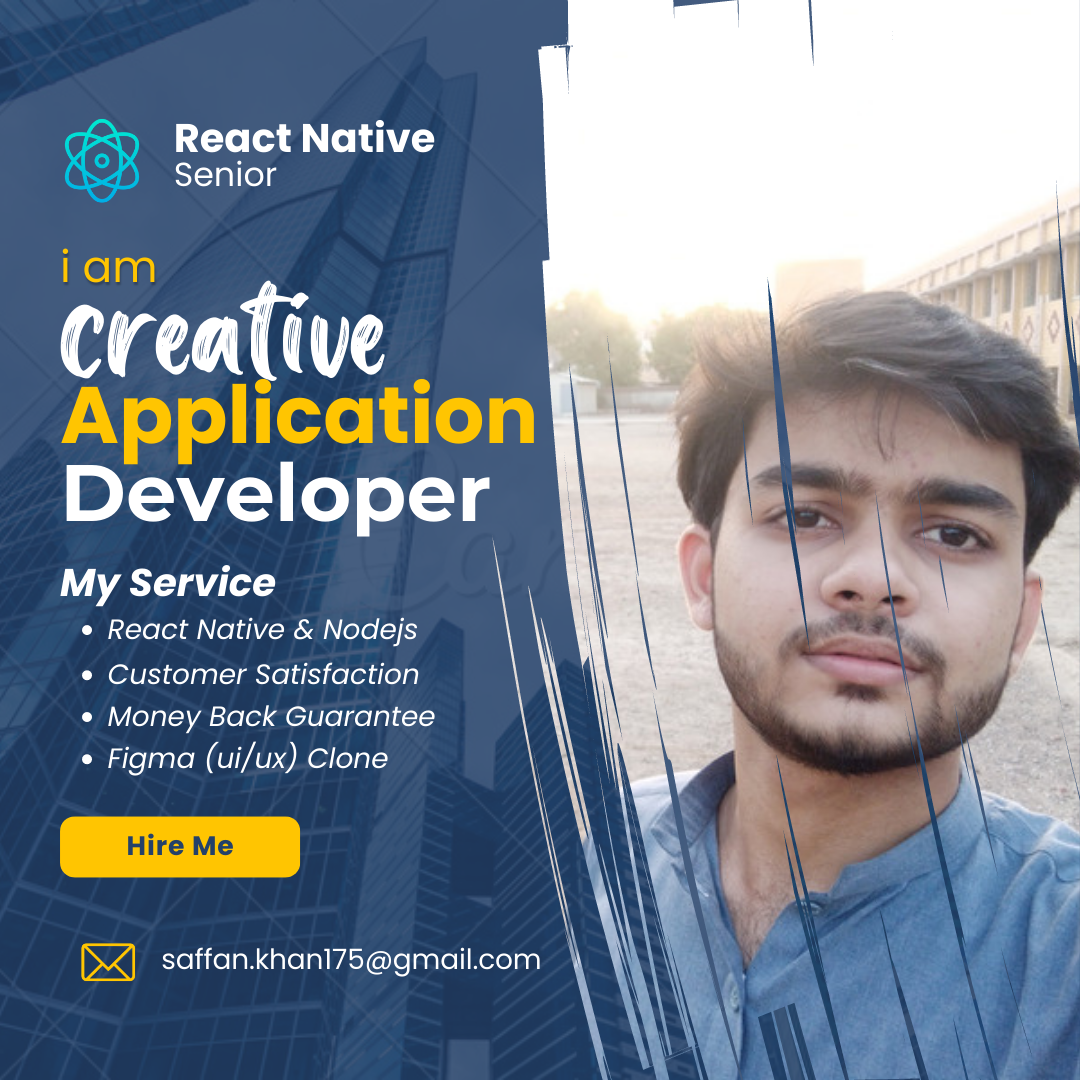 React Native
Senior
i am
creative
Application
Developer
My Service
React Native & Nodejs
Customer Satisfaction
Money Back Guarantee
Figma (ui/ux) Clone
Hire Me
saffan.khan175@gmail.com